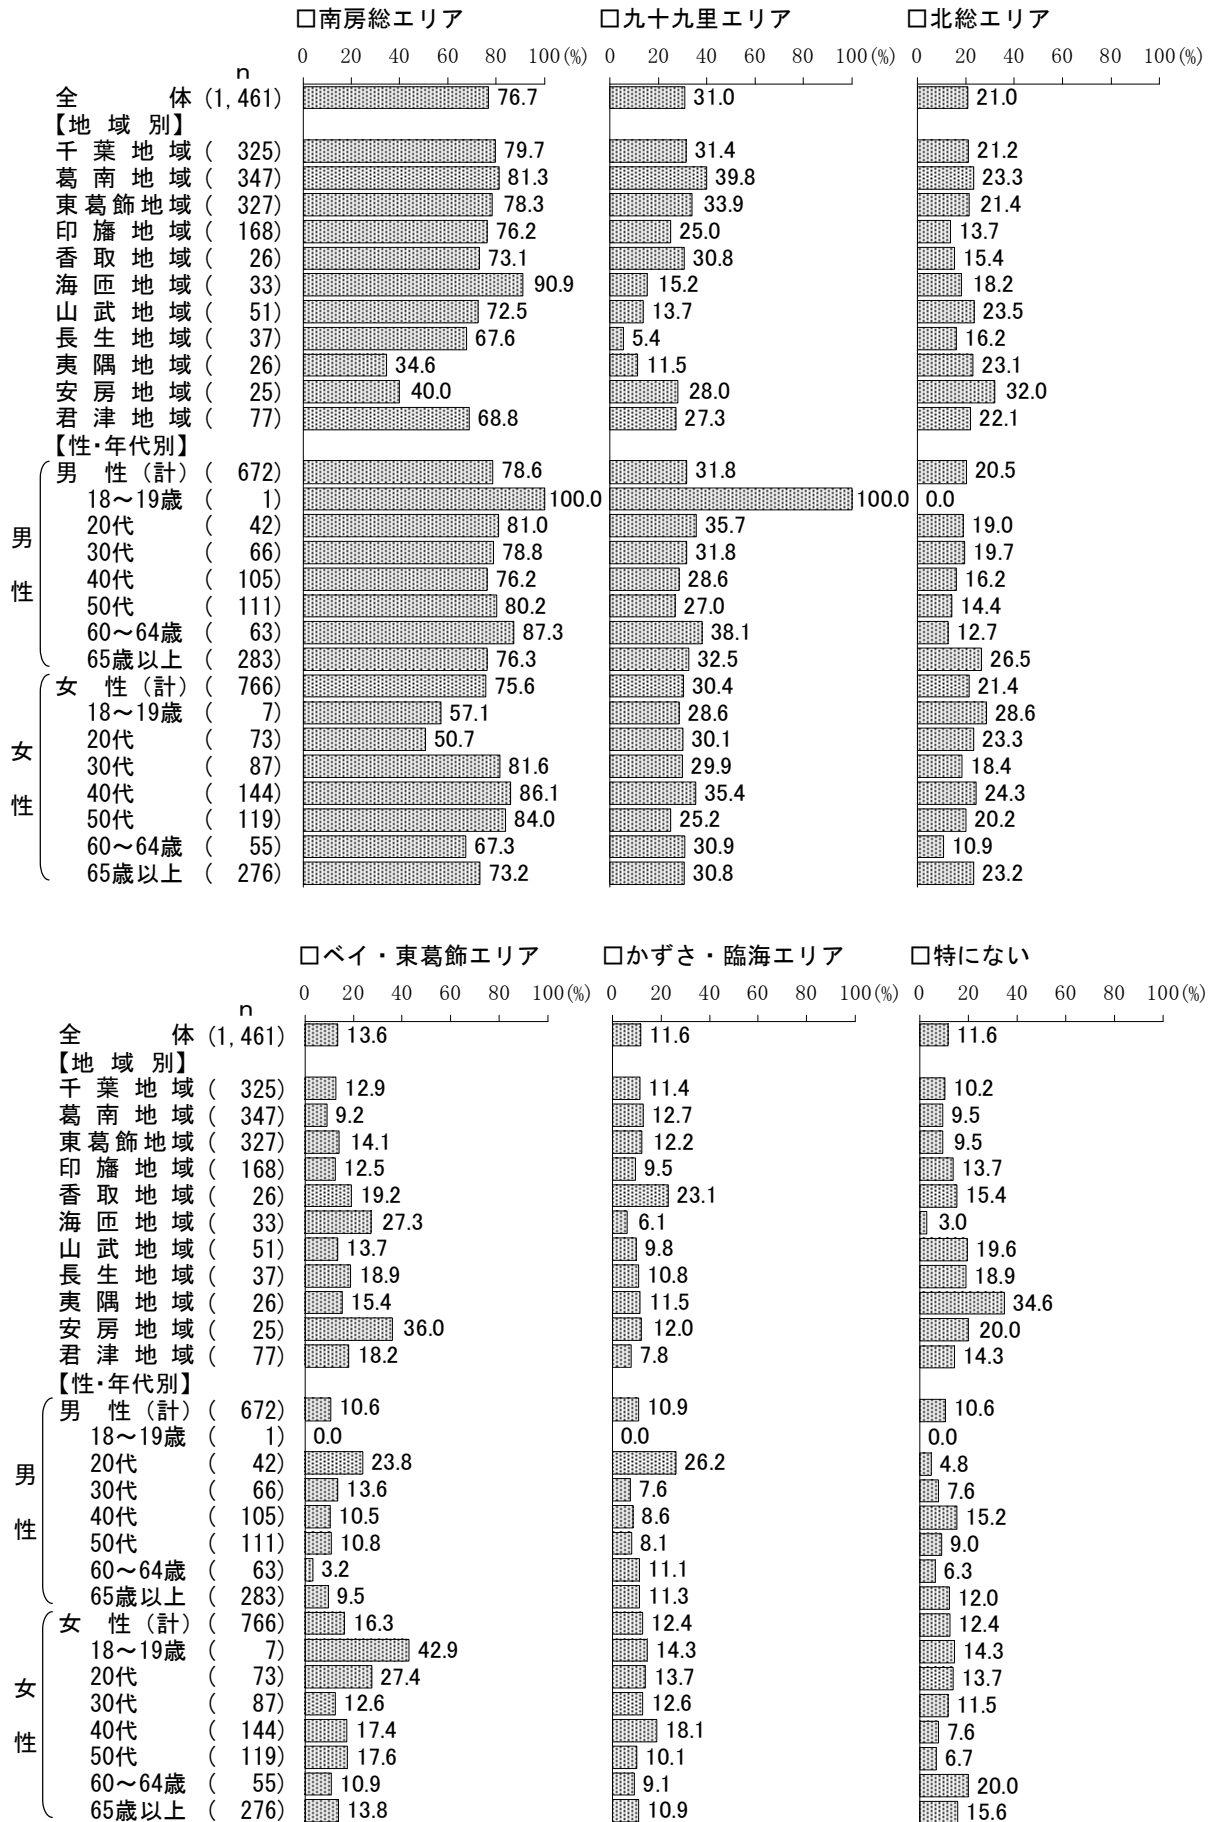 □南房総エリア □九十九里エリア □北総エリア
0 20 40 60 80 100(%) 0 20 40 60 80 100(%) 0 20 40 60 80 100(%)
n
全体(1,461) 76.7 31.0 21.0
【地域別】
千葉地域(325) 79.7 31.4 21.2
葛南地域(347) 81.3 39.8 23.3
東葛飾地域(327) 78.3 33.9 21.4
印旛地域(168) 76.2 25.0 13.7
香取地域(26) 73.1 30.8 15.4
海匝地域(33) 90.9 15.2 18.2
山武地域(51) 72.5 13.7 23.5
長生地域(37) 67.6 5.4 16.2
夷隅地域(26) 34.6 11.5 23.1
安房地域(25) 40.0 28.0 32.0
君津地域(77) 68.8 27.3 22.1
【性・年代別】
男性(計)(672) 78.6 31.8 20.5
18〜19歳(1) 100.0 100.0 0.0
20代(42) 81.0 35.7 19.0
男
30代(66) 78.8 31.8 19.7
40代(105) 76.2 28.6 16.2
性
50代(111) 80.2 27.0 14.4
60〜64歳(63) 87.3 38.1 12.7
65歳以上(283) 76.3 32.5 26.5
女性(計)(766) 75.6 30.4 21.4
18〜19歳(7) 57.1 28.6 28.6
20代(73) 50.7 30.1 23.3
女
30代(87) 81.6 29.9 18.4
40代(144) 86.1 35.4 24.3
性
50代(119) 84.0 25.2 20.2
60〜64歳(55) 67.3 30.9 10.9
65歳以上(276) 73.2 30.8 23.2
□ベイ・東葛飾エリア □かずさ・臨海エリア □特にない
0 20 40 60 80 100(%) 0 20 40 60 80 100(%) 0 20 40 60 80 100(%)
n
全体(1,461) 13.6 11.6 11.6
【地域別】
千葉地域(325) 12.9 11.4 10.2
葛南地域(347) 9.2 12.7 9.5
東葛飾地域(327) 14.1 12.2 9.5
印旛地域(168) 12.5 9.5 13.7
香取地域(26) 19.2 23.1 15.4
海匝地域(33) 27.3 6.1 3.0
山武地域(51) 13.7 9.8 19.6
長生地域(37) 18.9 10.8 18.9
夷隅地域(26) 15.4 11.5 34.6
安房地域(25) 36.0 12.0 20.0
君津地域(77) 18.2 7.8 14.3
【性・年代別】
男性(計)(672) 10.6 10.9 10.6
18〜19歳(1) 0.0 0.0 0.0
20代(42) 23.8 26.2 4.8
男
30代(66) 13.6 7.6 7.6
40代(105) 10.5 8.6 15.2
性
50代(111) 10.8 8.1 9.0
60〜64歳(63) 3.2 11.1 6.3
65歳以上(283) 9.5 11.3 12.0
女性(計)(766) 16.3 12.4 12.4
18〜19歳(7) 42.9 14.3 14.3
20代(73) 27.4 13.7 13.7
女
30代(87) 12.6 12.6 11.5
40代(144) 17.4 18.1 7.6
性
50代(119) 17.6 10.1 6.7
60〜64歳(55) 10.9 9.1 20.0
65歳以上(276) 13.8 10.9 15.6